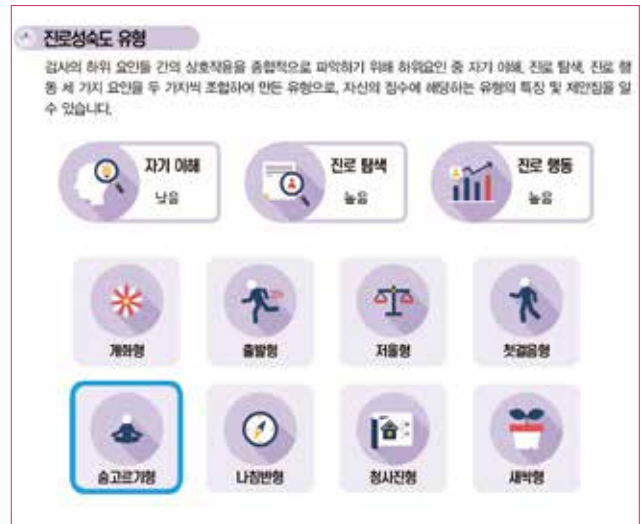 진로성숙도 유형
검사의 하위 요인들 간의 상호작용을 종합적으로 파악하기 위해 하위요인 중 자기 이해, 진로 탐색, 진로 행
동 세 가지 요인을 두 가지씩 조합하여 만든 유형으로, 자신의 점수에 해당하는 유형의 특징 및 제안점을 알
수 있습니다.
자기 이해
낮음
진로 탐색
높음
진로 행동
높음
개화형
출발형
저울형
첫걸음형
숨고르기형
나침반형
청사진형
새싹형